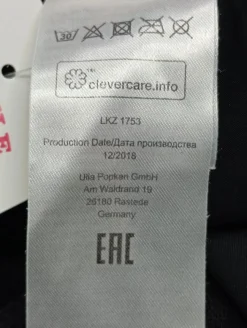 30
clevercare.info
LKZ 1753
Production Date/Дата производства
12/2018
Ulla Popken GmbH
Am Waldrand 19
26180 Rastede
Germany
EAC